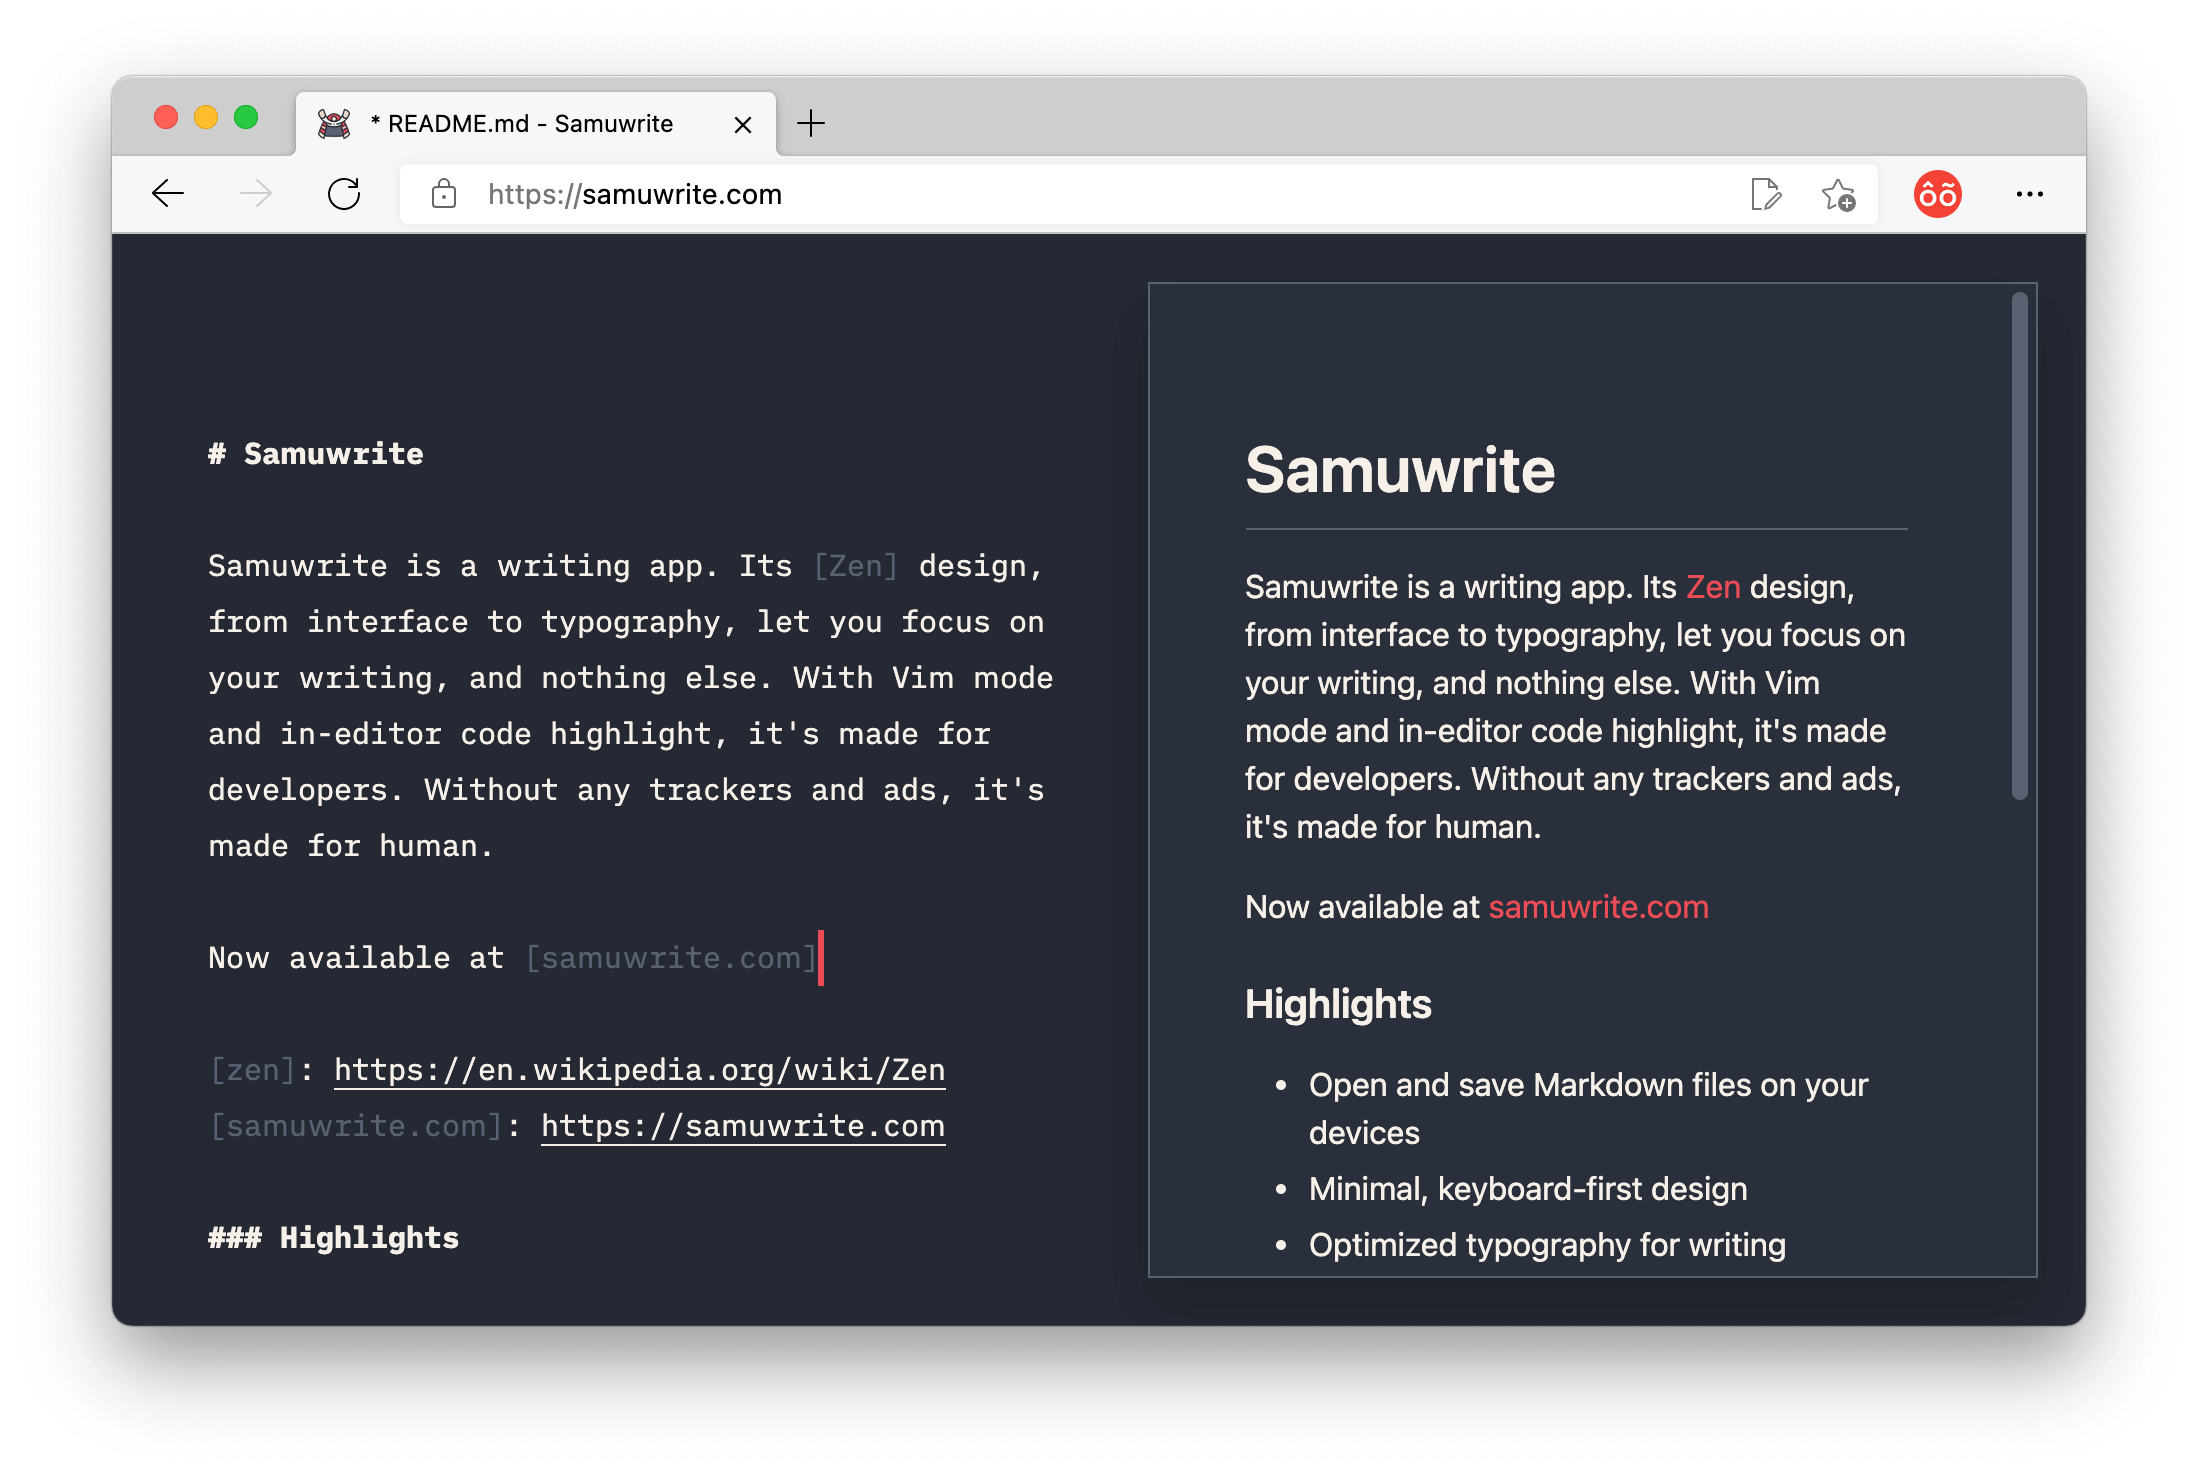 * README.md - Samuwrite
https://samuwrite.com
ôõ
# Samuwrite
Samuwrite is a writing app. Its [Zen] design,
from interface to typography, let you focus on
your writing, and nothing else. With Vim mode
and in-editor code highlight, it's made for
developers. Without any trackers and ads, it's
made for human.
Now available at [samuwrite.com]
[zen]: https://en.wikipedia.org/wiki/Zen
[samuwrite.com]: https://samuwrite.com
### Highlights
Samuwrite
Samuwrite is a writing app. Its Zen design,
from interface to typography, let you focus on
your writing, and nothing else. With Vim
mode and in-editor code highlight, it's made
for developers. Without any trackers and ads,
it's made for human.
Now available at samuwrite.com
Highlights
• Open and save Markdown files on your
devices
• Minimal, keyboard-first design
• Optimized typography for writing